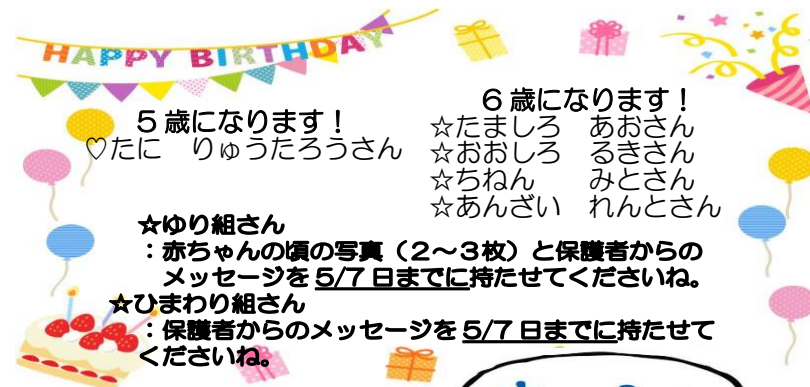 HAPPY BIRTHDAY
5歳になります！
♡たに　りゅうたろうさん
6歳になります！
☆たましろ　あおさん
☆おおしろ　るきさん
☆ちねん　　みとさん
☆あんざい　れんとさん
☆ゆり組さん
：赤ちゃんの頃の写真（２～３枚）と保護者からの
メッセージを5/7日までに持たせてくださいね。
☆ひまわり組さん
：保護者からのメッセージを5/7日までに持たせて
くださいね。